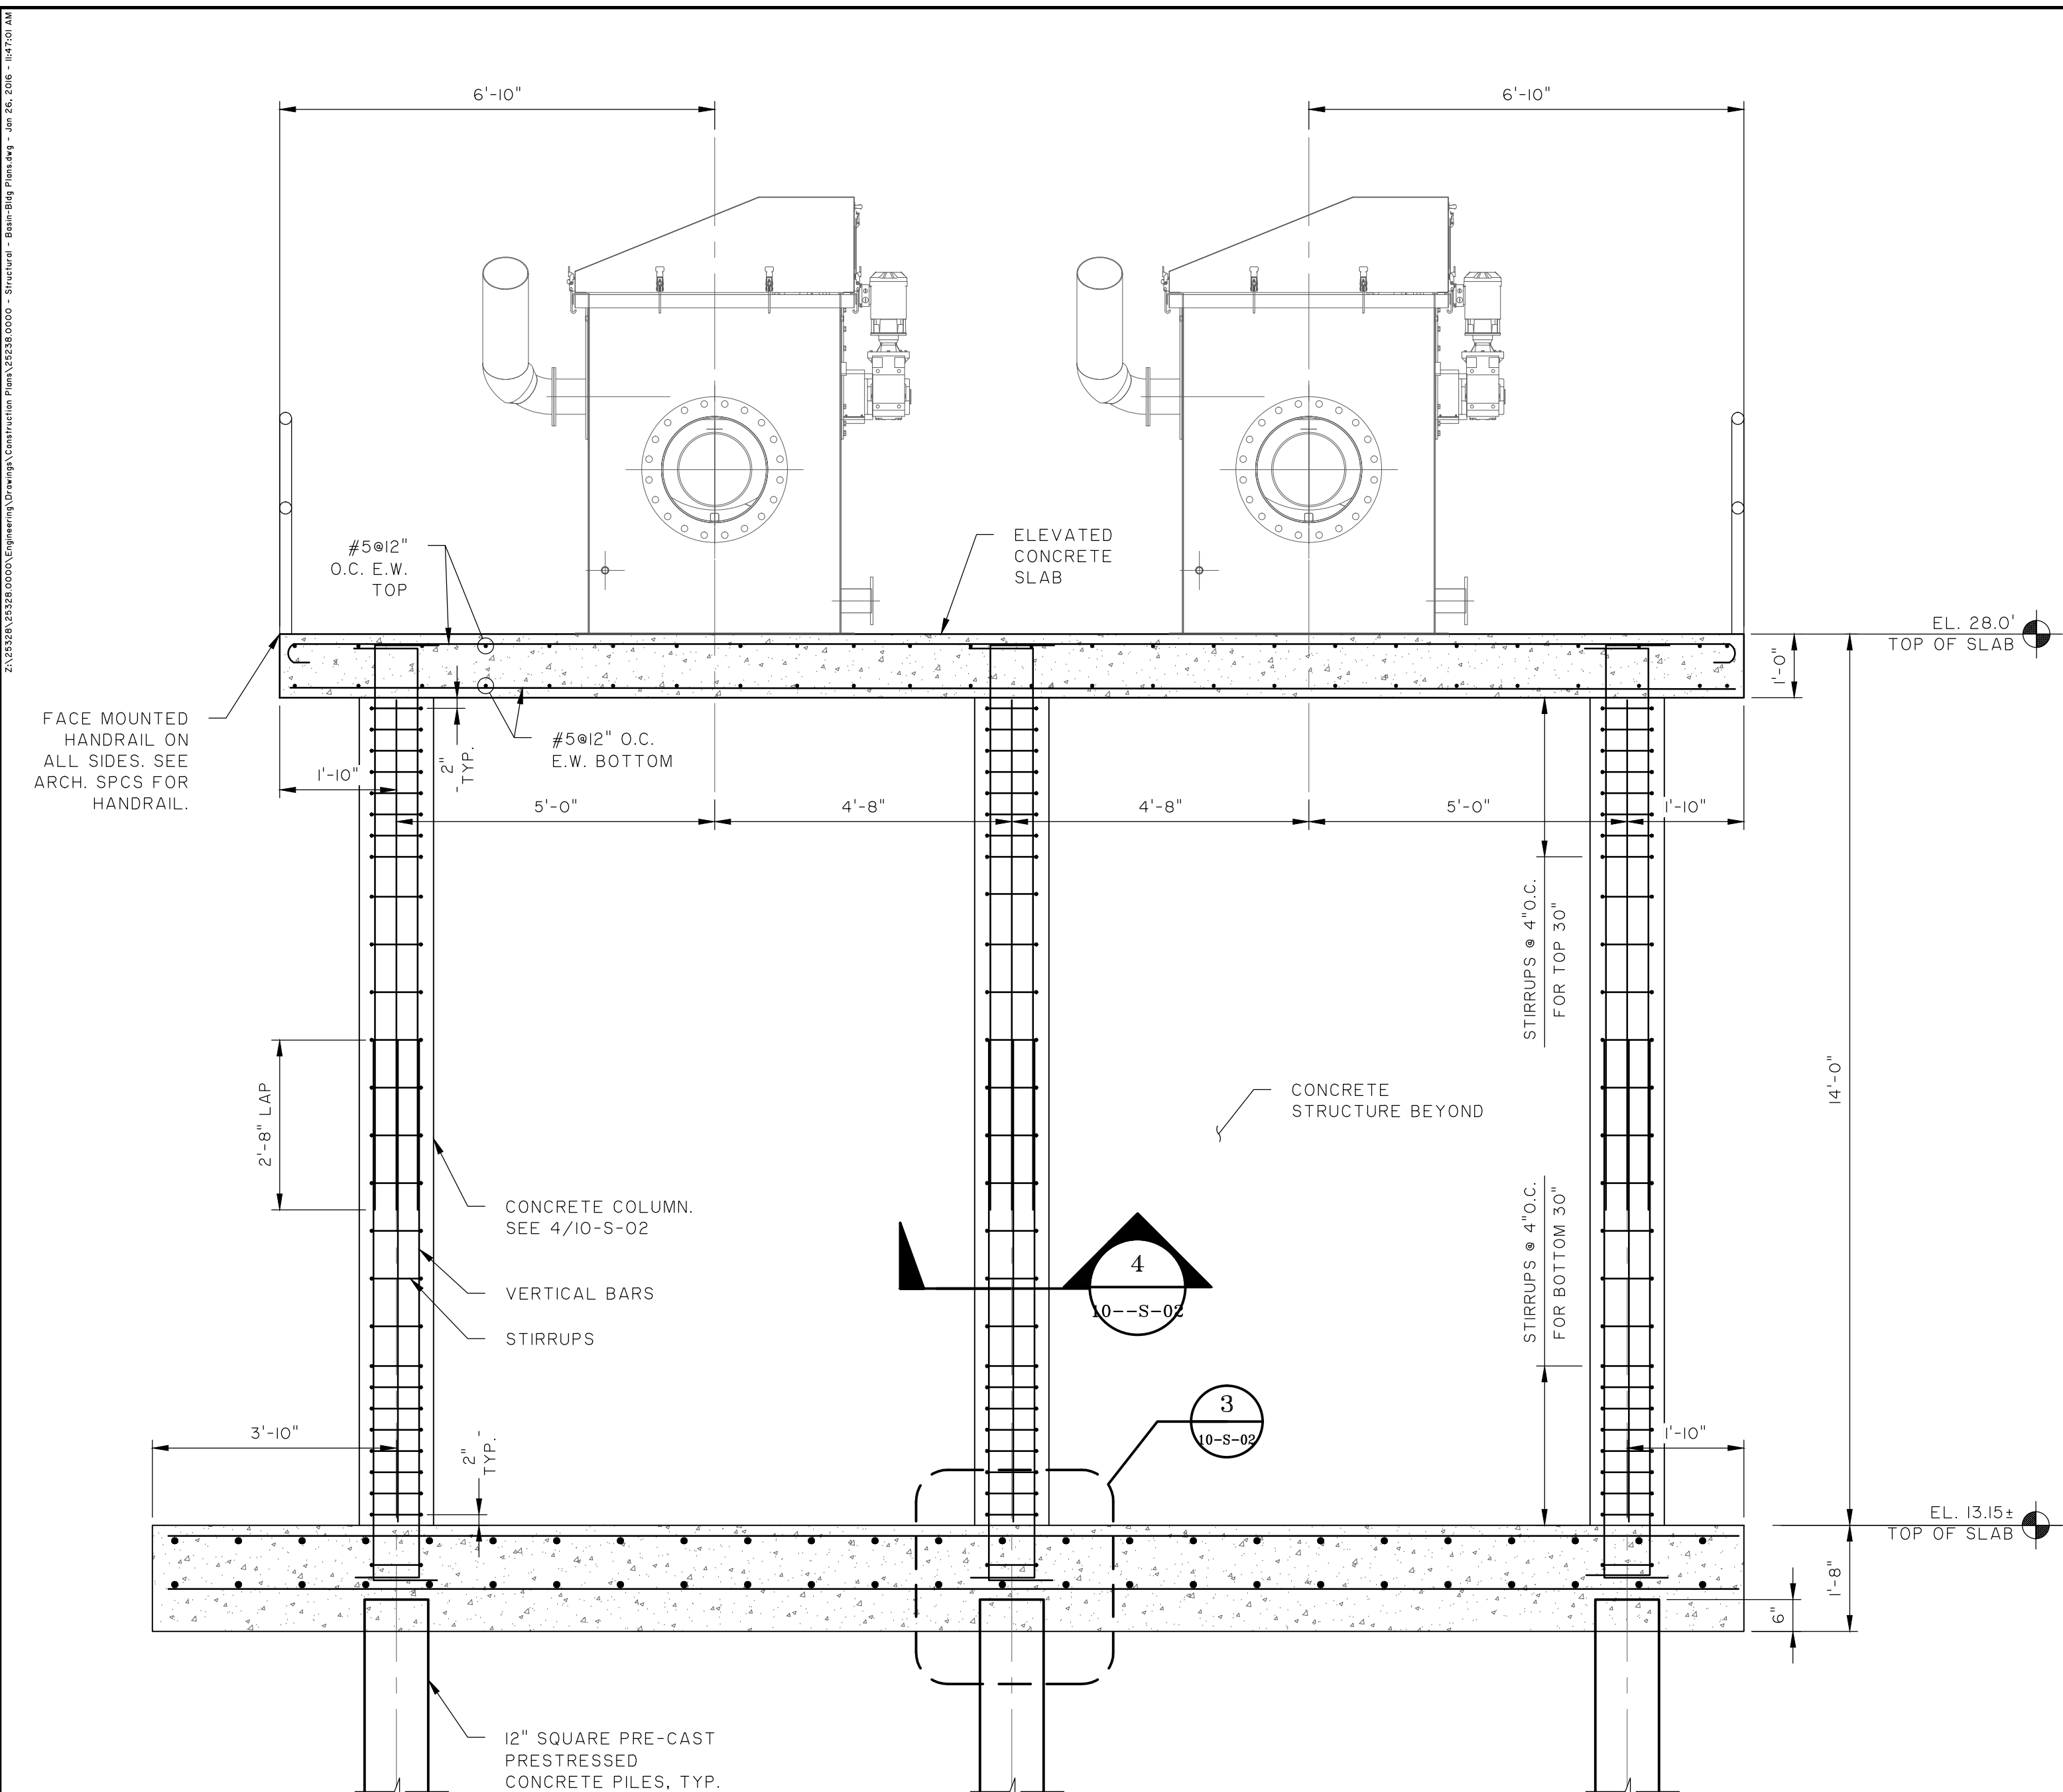 Z:\25328\25328.0000\Engineering\Drawings\Construction Plans\25238.0000 - Structural - Basin-Bldg Plans.dwg - Jan 26, 2016 - 11:47:01 AM
6'-10"
6'-10"
#5@12"
O.C. E.W.
TOP
ELEVATED
CONCRETE
SLAB
EL. 28.0'
TOP OF SLAB
1'-0"
FACE MOUNTED
HANDRAIL ON
ALL SIDES. SEE
ARCH. SPCS FOR
HANDRAIL.
2"
TYP.
#5@12" O.C.
E.W. BOTTOM
1'-10"
5'-0"
4'-8"
4'-8"
5'-0"
1'-10"
STIRRUPS @ 4"O.C.
FOR TOP 30"
2'-8" LAP
CONCRETE
STRUCTURE BEYOND
14'-0"
CONCRETE COLUMN.
SEE 4/10-S-02
STIRRUPS @ 4"O.C.
FOR BOTTOM 30"
4
10--S-02
VERTICAL BARS
STIRRUPS
3
10-S-02
3'-10"
2"
TYP.
1'-10"
EL. 13.15±
TOP OF SLAB
1'-8"
6"
12" SQUARE PRE-CAST
PRESTRESSED
CONCRETE PILES, TYP.